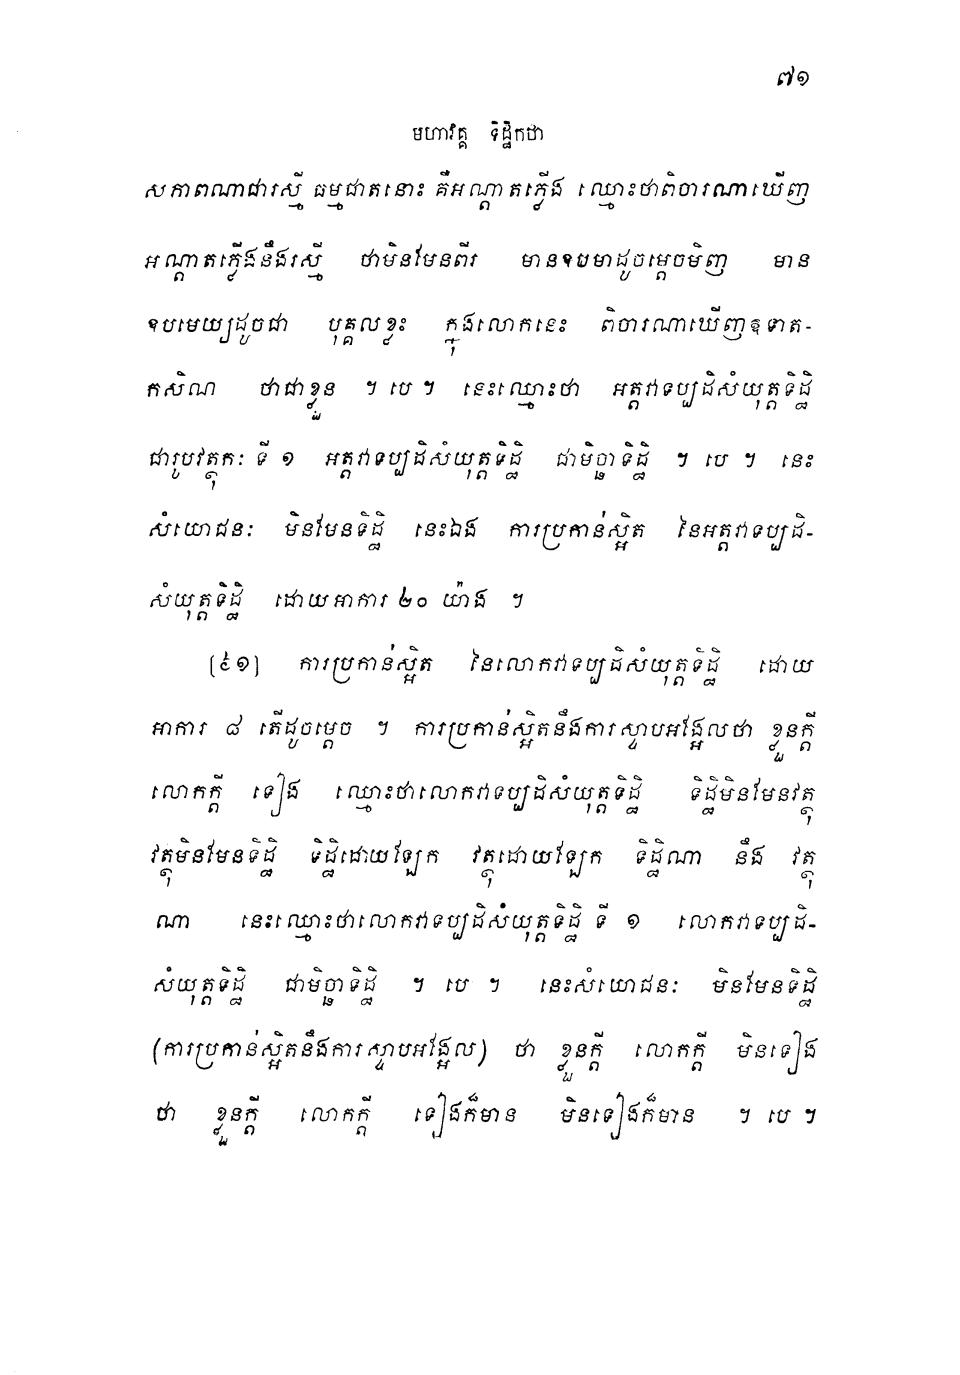 ៧១
មហាវគ្គ ទិដ្ឋិកថា
សភាពណាជារស្មី ធម្មជាតនោះ គឺអណ្តាតភ្លើង ឈ្មោះថាពិចារណាឃើញ
អណ្តាតភ្លើងនឹងរស្មី ថាមិនមែនពីរ មានឧបមាដូចម្តេចមិញ មាន
ឧបមេយ្យដូចជា បុគ្គលខ្លះ ក្នុងលោកនេះ ពិចារណាឃើញឱទាត-
កសិណ ថាជាខ្លួន ។ បេ ។ នេះឈ្មោះថា អត្តវាទប្បដិសំយុត្តទិដ្ឋិ
ជារូបវត្ថុកៈ ទី ១ អត្តវាទប្បដិសំយុត្តទិដ្ឋិ ជាមិច្ឆាទិដ្ឋិ ។ បេ ។ នេះ
សំយោជនៈ មិនមែនទិដ្ឋិ នេះឯង ការប្រកាន់ស្អិត នៃអត្តវាទប្បដិ-
សំយុត្តទិដ្ឋិ ដោយអាការ ២០ យ៉ាង ។
[៩១] ការប្រកាន់ស្អិត នៃលោកវាទប្បដិសំយុត្តទិដ្ឋិ ដោយ
អាការ ៨ តើដូចម្តេច ។ ការប្រកាន់ស្អិតនឹងការស្ទាបអង្អែលថា ខ្លួនក្តី
លោកក្តី ទៀង ឈ្មោះថាលោកវាទប្បដិសំយុត្តទិដ្ឋិ ទិដ្ឋិមិនមែនវត្ថុ
វត្ថុមិនមែនទិដ្ឋិ ទិដ្ឋិដោយឡែក វត្ថុដោយឡែក ទិដ្ឋិណា នឹង វត្ថុ
ណា នេះឈ្មោះថាលោកវាទប្បដិសំយុត្តទិដ្ឋិ ទី ១ លោកវាទប្បដិ-
សំយុត្តទិដ្ឋិ ជាមិច្ឆាទិដ្ឋិ ។ បេ ។ នេះសំយោជនៈ មិនមែនទិដ្ឋិ
(ការប្រកាន់ស្អិតនឹងការស្ទាបអង្អែល) ថា ខ្លួនក្តី លោកក្តី មិនទៀង
ថា ខ្លួនក្តី លោកក្តី ទៀងក៏មាន មិនទៀងក៏មាន ។ បេ ។